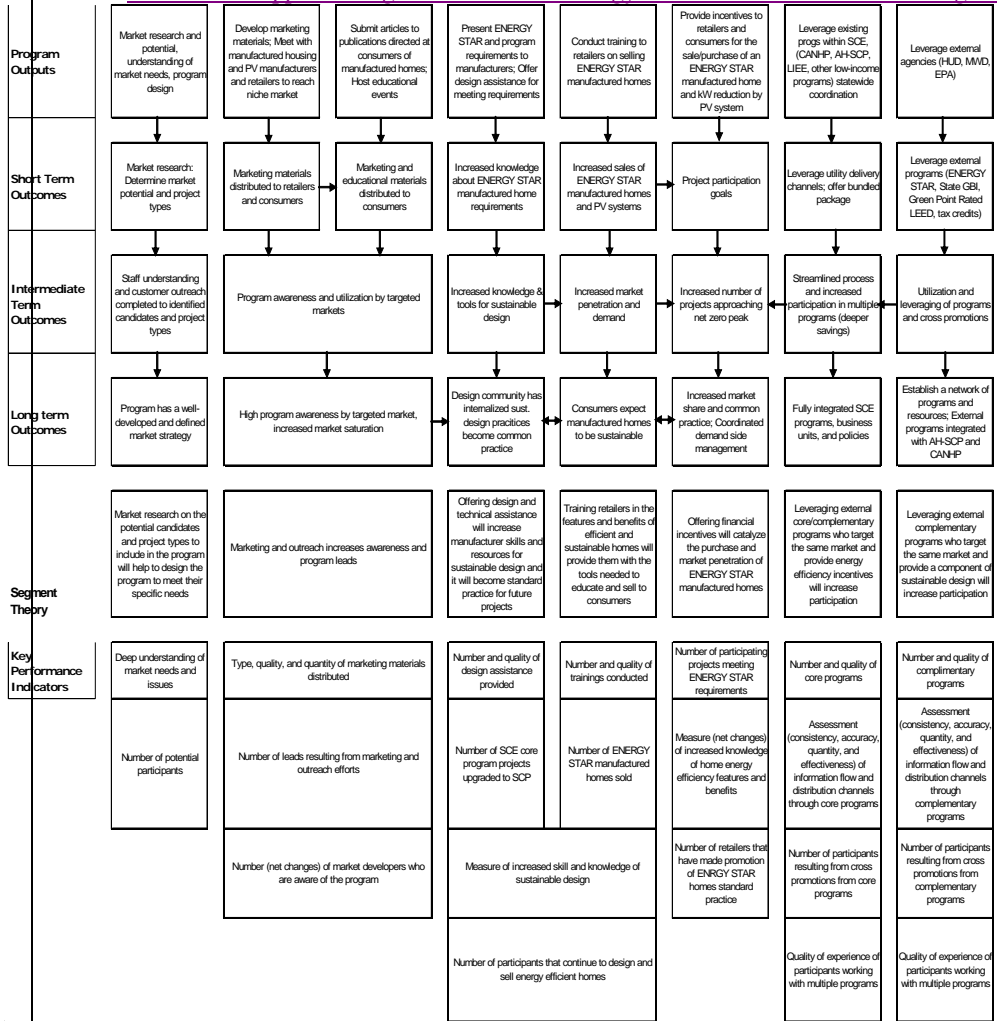 Program
Outputs
Market research and
potential,
understanding of
market needs, program
design
Develop marketing
materials; Meet with
manufactured housing
and PV manufacturers
and retailers to reach
niche market
Submit articles to
publications directed at
consumers of
manufactured homes;
Host educational
events
Present ENERGY
STAR and program
requirements to
manufacturers; Offer
design assistance for
meeting requirements
Conduct training to
retailers on selling
ENERGY STAR
manufactured homes
Provide incentives to
retailers and
consumers for the
sale/purchase of an
ENERGY STAR
manufactured home
and kW reduction by
PV system
Leverage existing
progs within SCE,
(CANHP, AH-SCP,
LIEE, other low-income
programs) statewide
coordination
Leverage external
agencies (HUD, MWD,
EPA)
Short Term
Outcomes
Market research:
Determine market
potential and project
types
Marketing materials
distributed to retailers
and consumers
Marketing and
educational materials
distributed to
consumers
Increased knowledge
about ENERGY STAR
manufactured home
requirements
Increased sales of
ENERGY STAR
manufactured homes
and PV systems
Project participation
goals
Leverage utility delivery
channels; offer bundled
package
Leverage external
programs (ENERGY
STAR, State GBI,
Green Point Rated
LEED, tax credits)
Intermediate
Term
Outcomes
Staff understanding
and customer outreach
completed to identified
candidates and project
types
Program awareness and utilization by targeted
markets
Increased knowledge &
tools for sustainable
design
Increased market
penetration and
demand
Increased number of
projects approaching
net zero peak
Streamlined process
and increased
participation in multiple
programs (deeper
savings)
Utilization and
leveraging of programs
and cross promotions
Long term
Outcomes
Program has a well-
developed and defined
market strategy
High program awareness by targeted market,
increased market saturation
Design community has
internalized sust.
design pracitices
become common
practice
Consumers expect
manufactured homes
to be sustainable
Increased market
share and common
practice; Coordinated
demand side
management
Fully integrated SCE
programs, business
units, and policies
Establish a network of
programs and
resources; External
programs integrated
with AH-SCP and
CANHP
Segment
Theory
Market research on the
potential candidates
and project types to
include in the program
will help to design the
program to meet their
specific needs
Marketing and outreach increases awareness and
program leads
Offering design and
technical assistance
will increase
manufacturer skills and
resources for
sustainable design and
it will become standard
practice for future
projects
Training retailers in the
features and benefits of
efficient and
sustainable homes will
provide them with the
tools needed to
educate and sell to
consumers
Offering financial
incentives will catalyze
the purchase and
market penetration of
ENERGY STAR
manufactured homes
Leveraging external
core/complementary
programs who target
the same market and
provide energy
efficiency incentives
will increase
participation
Leveraging external
complementary
programs who target
the same market and
provide a component of
sustainable design will
increase participation
Key
Performance
Indicators
Deep understanding of
market needs and
issues
Type, quality, and quantity of marketing materials
distributed
Number and quality of
design assistance
provided
Number and quality of
trainings conducted
Number of participating
projects meeting
ENERGY STAR
requirements
Number and quality of
core programs
Number and quality of
complimentary
programs
Number of potential
participants
Number of leads resulting from marketing and
outreach efforts
Number of SCE core
program projects
upgraded to SCP
Number of ENERGY
STAR manufactured
homes sold
Measure (net changes)
of increased knowledge
of home energy
efficiency features and
benefits
Assessment
(consistency, accuracy,
quantity, and
effectiveness) of
information flow and
distribution channels
through core programs
Assessment
(consistency, accuracy,
quantity, and
effectiveness) of
information flow and
distribution channels
through
complementary
programs
Number (net changes) of market developers who
are aware of the program
Measure of increased skill and knowledge of
sustainable design
Number of retailers that
have made promotion
of ENRGY STAR
homes standard
practice
Number of participants
resulting from cross
promotions from core
programs
Number of participants
resulting from cross
promotions from
complementary
programs
Number of participants that continue to design and
sell energy efficient homes
Quality of experience of
participants working
with multiple programs
Quality of experience of
participants working
with multiple programs